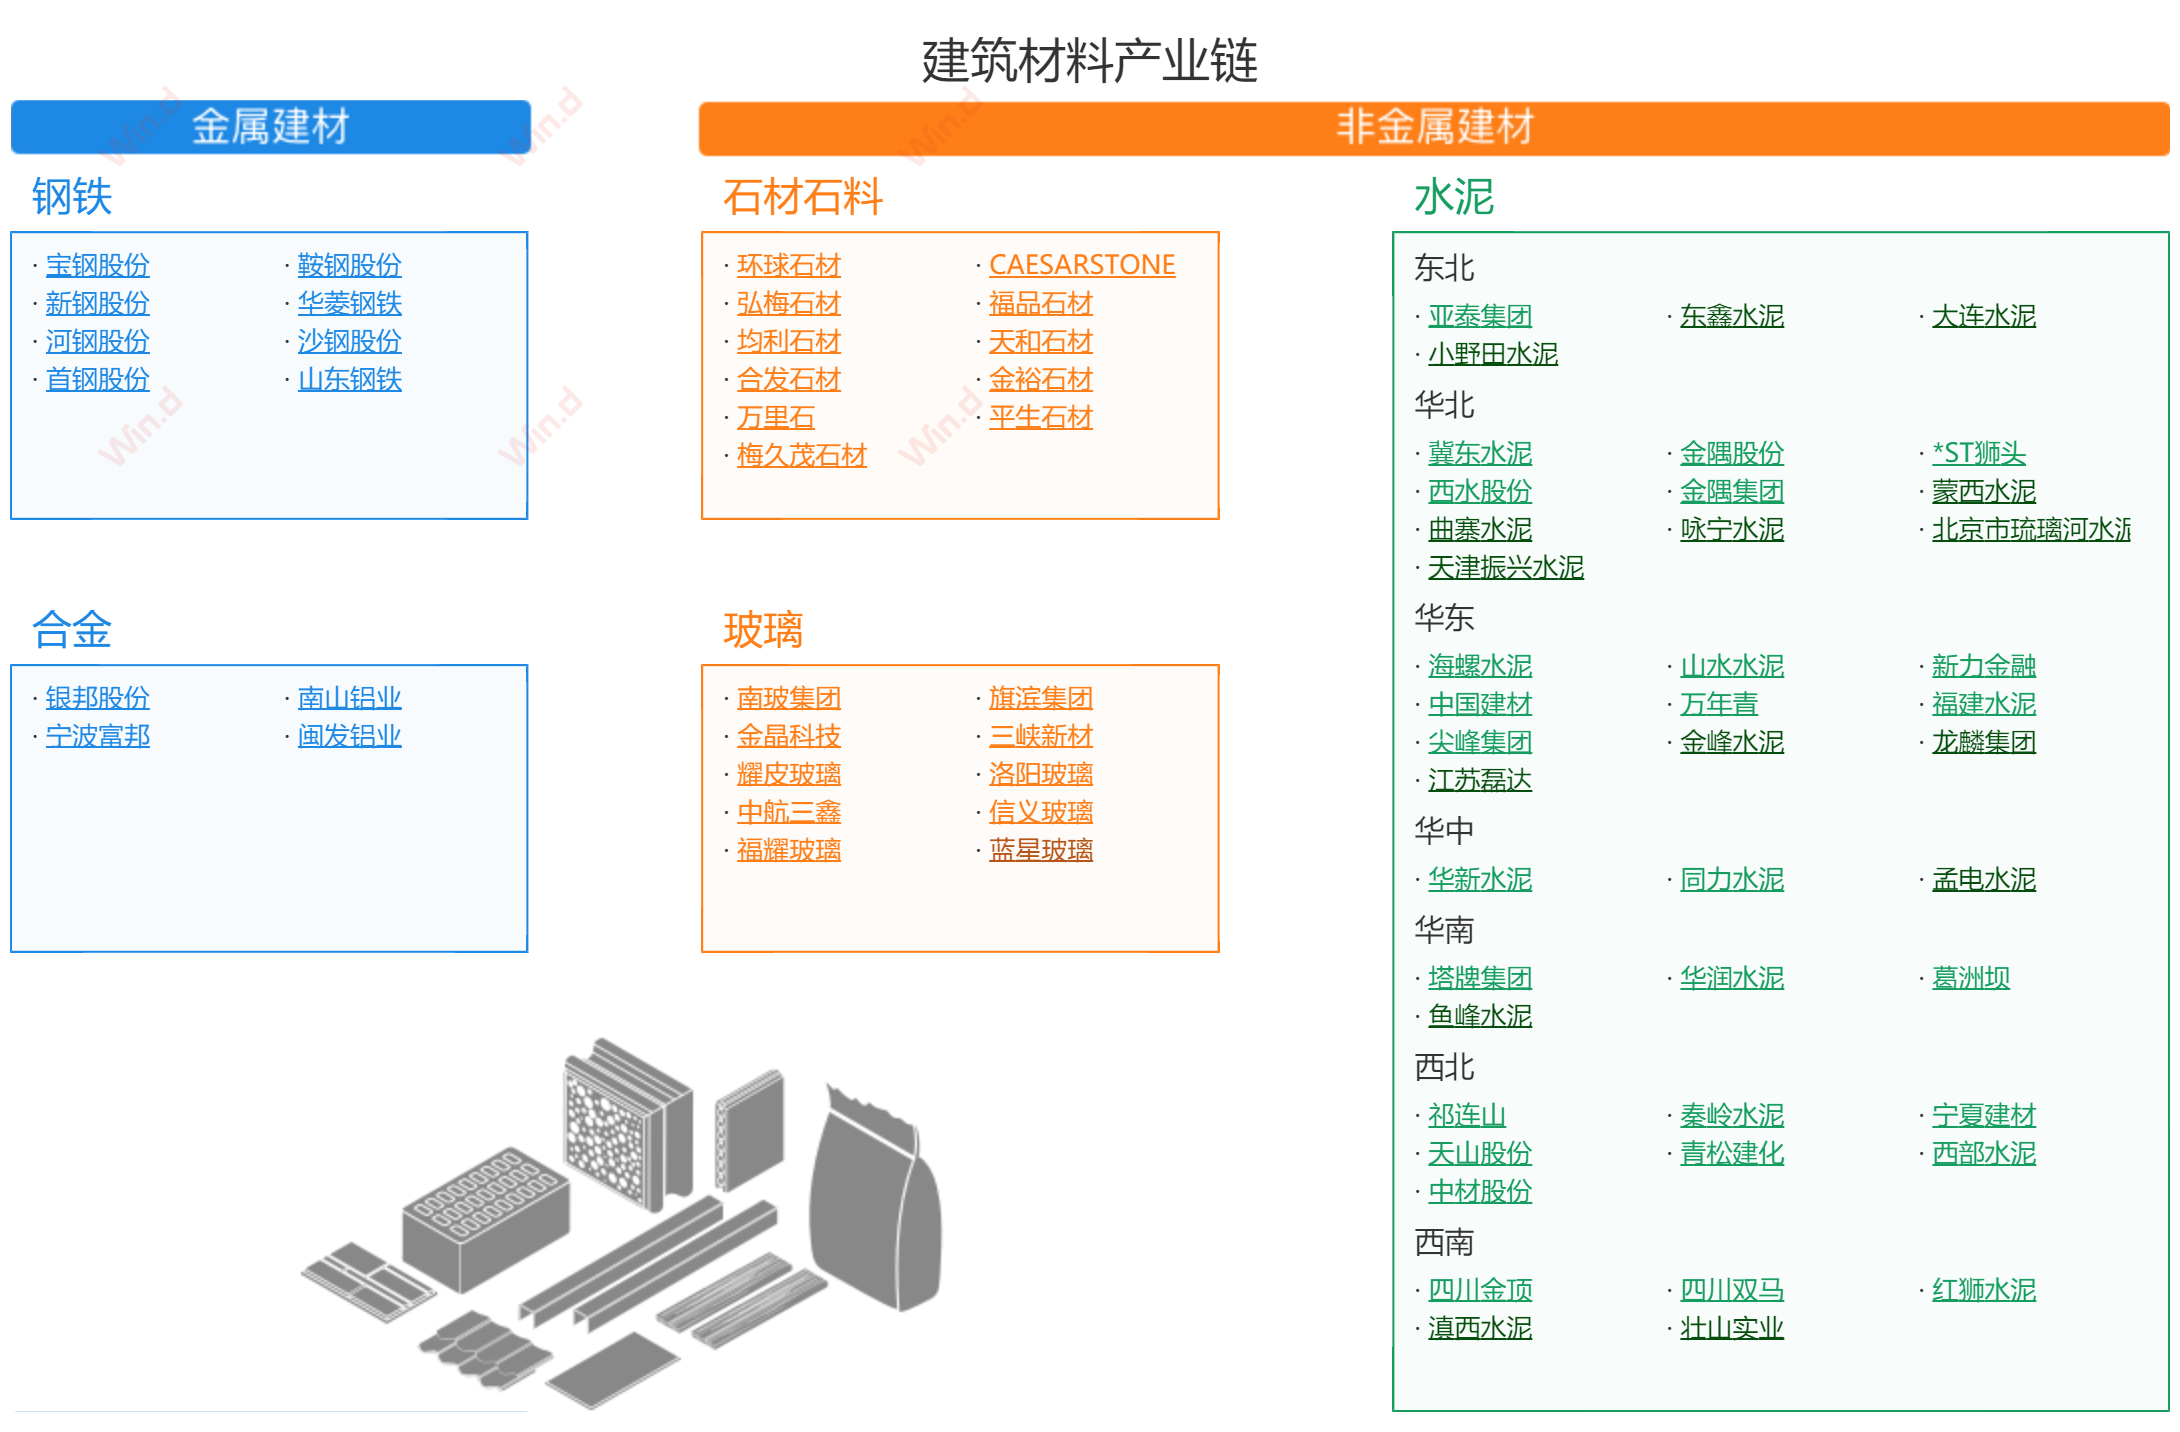 建筑材料产业链
金属建材
钢铁
· 宝钢股份 · 鞍钢股份
· 新钢股份 · 华菱钢铁
· 河钢股份 · 沙钢股份
· 首钢股份 · 山东钢铁
合金
· 银邦股份 · 南山铝业
· 宁波富邦 · 闽发铝业
非金属建材
石材石料
· 环球石材 · CAESARSTONE
· 弘梅石材 · 福品石材
· 均利石材 · 天和石材
· 合发石材 · 金裕石材
· 万里石 · 平生石材
· 梅久茂石材
玻璃
· 南玻集团 · 旗滨集团
· 金晶科技 · 三峡新材
· 耀皮玻璃 · 洛阳玻璃
· 中航三鑫 · 信义玻璃
· 福耀玻璃 · 蓝星玻璃
水泥
东北
· 亚泰集团 · 东鑫水泥 · 大连水泥
· 小野田水泥
华北
· 冀东水泥 · 金隅股份 · *ST狮头
· 西水股份 · 金隅集团 · 蒙西水泥
· 曲寨水泥 · 咏宁水泥 · 北京市琉璃河水泥
· 天津振兴水泥
华东
· 海螺水泥 · 山水水泥 · 新力金融
· 中国建材 · 万年青 · 福建水泥
· 尖峰集团 · 金峰水泥 · 龙麟集团
· 江苏磊达
华中
· 华新水泥 · 同力水泥 · 孟电水泥
华南
· 塔牌集团 · 华润水泥 · 葛洲坝
· 鱼峰水泥
西北
· 祁连山 · 秦岭水泥 · 宁夏建材
· 天山股份 · 青松建化 · 西部水泥
· 中材股份
西南
· 四川金顶 · 四川双马 · 红狮水泥
· 滇西水泥 · 壮山实业
Win.d
Win.d
Win.d
Win.d
Win.d
Win.d